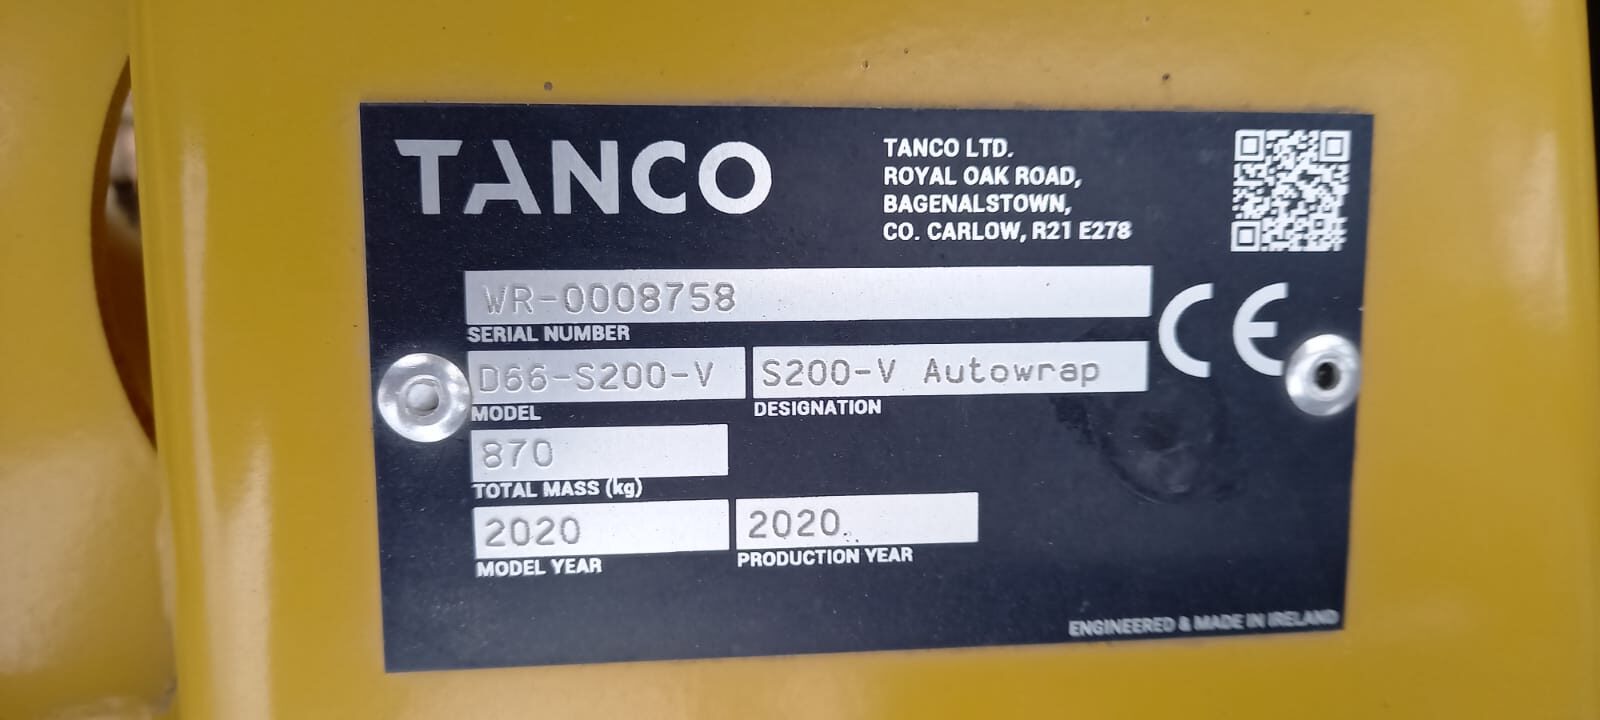 TANCO
TANCO LTD.
ROYAL OAK ROAD,
BAGENALSTOWN,
CO. CARLOW, R21 E278
WR-0008758
SERIAL NUMBER
CE
D66-S200-V
MODEL
S200-V Autowrap
DESIGNATION
870
TOTAL MASS (kg)
2020
MODEL YEAR
2020
PRODUCTION YEAR
ENGINEERED & MADE IN IRELAND